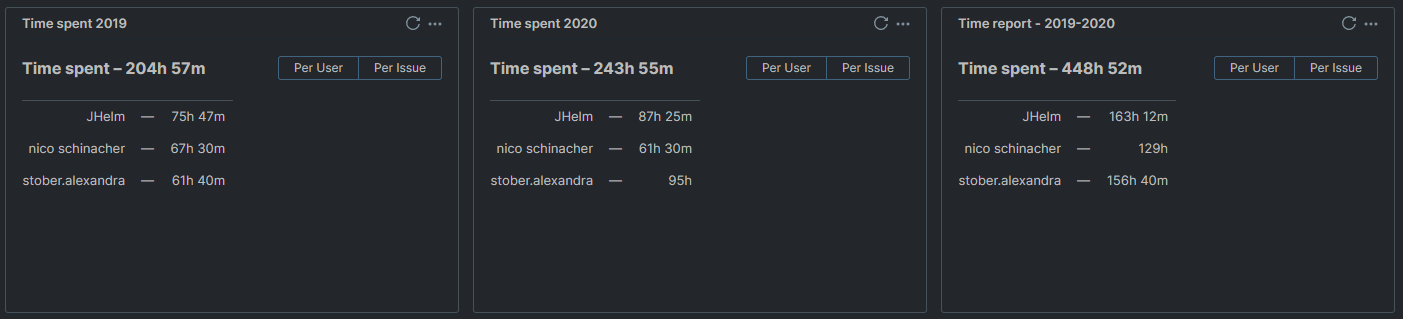 Time spent 2019
Time spent – 204h 57m
Per User Per Issue
JHelm — 75h 47m
nico schinacher — 67h 30m
stober.alexandra — 61h 40m
Time spent 2020
Time spent – 243h 55m
Per User Per Issue
JHelm — 87h 25m
nico schinacher — 61h 30m
stober.alexandra — 95h
Time report - 2019-2020
Time spent – 448h 52m
Per User Per Issue
JHelm — 163h 12m
nico schinacher — 129h
stober.alexandra — 156h 40m